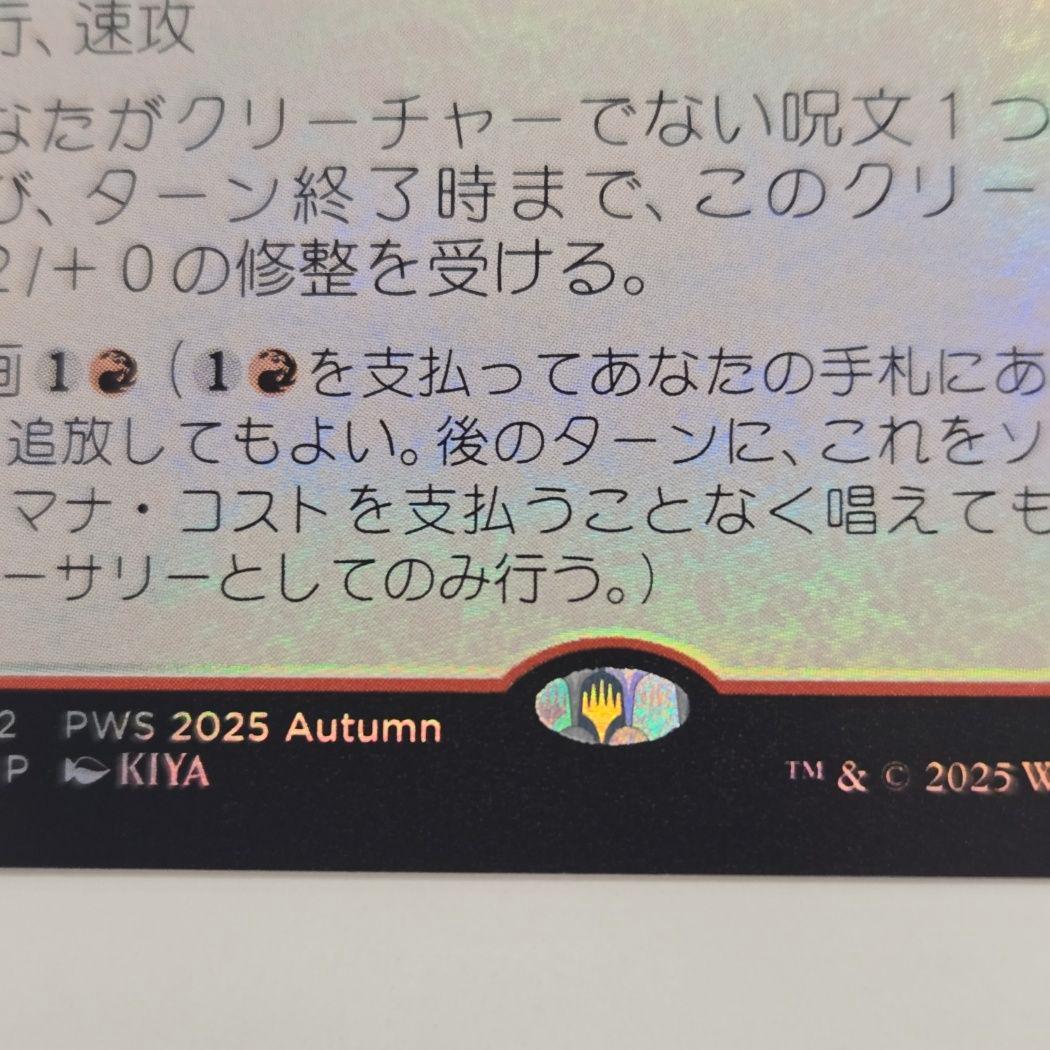 行、速攻
なたがクリーチャーでない呪文1つ
び、ターン終了時まで、このクリー
2/+0の修整を受ける。
画1（1を支払ってあなたの手札にあ
追放してもよい。後のターンに、これをソ
マナ・コストを支払うことなく唱えても
ーサリーとしてのみ行う。）
2 PWS 2025 Autumn
P KIYA
™ & © 2025 W